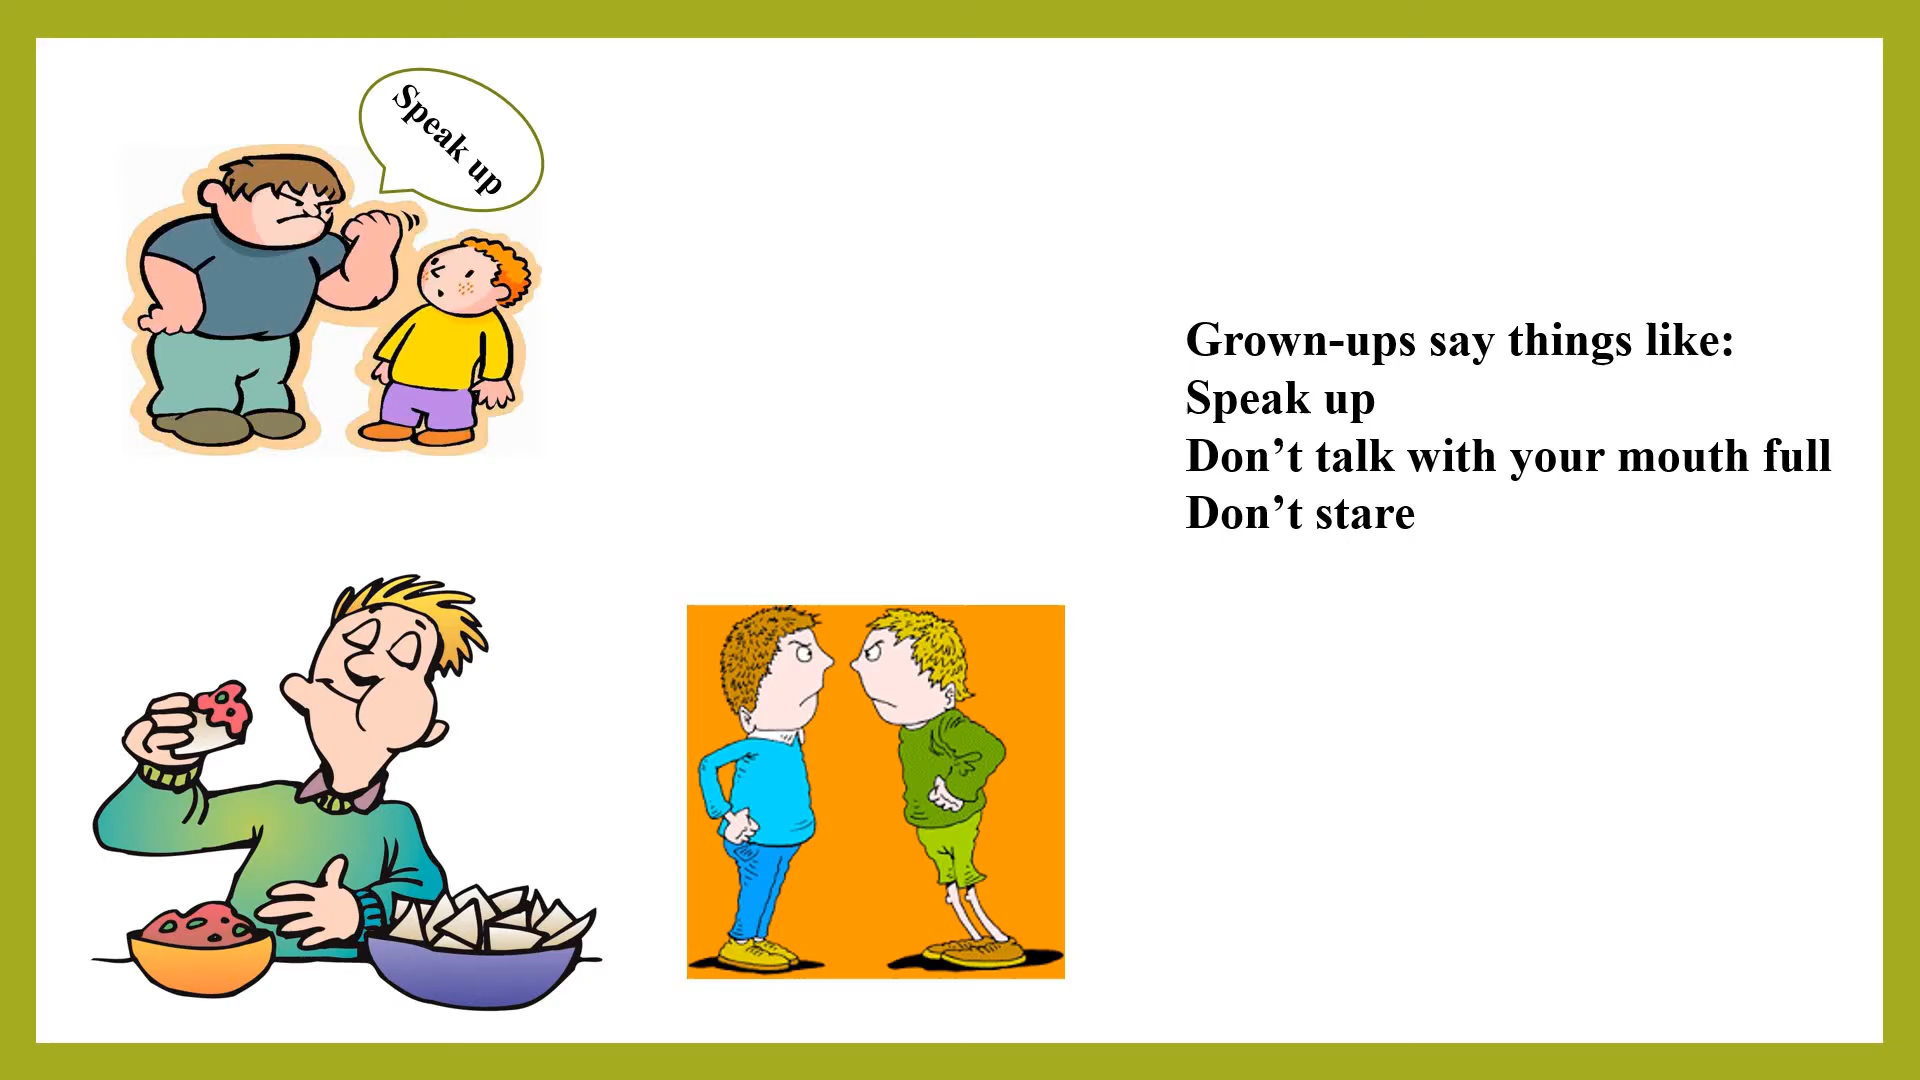 Speak up
Grown-ups say things like:
Speak up
Don’t talk with your mouth full
Don’t stare